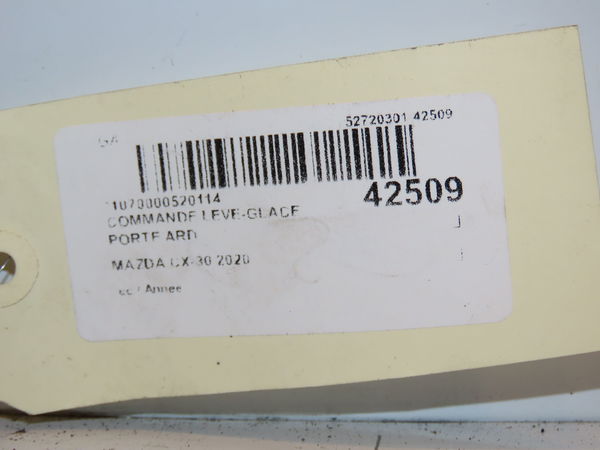 52720301 42509
42509
1070000520114
COMMANDE LEVE-GLACE
PORTE ARD
MAZDA CX-30 2020
/ Annee